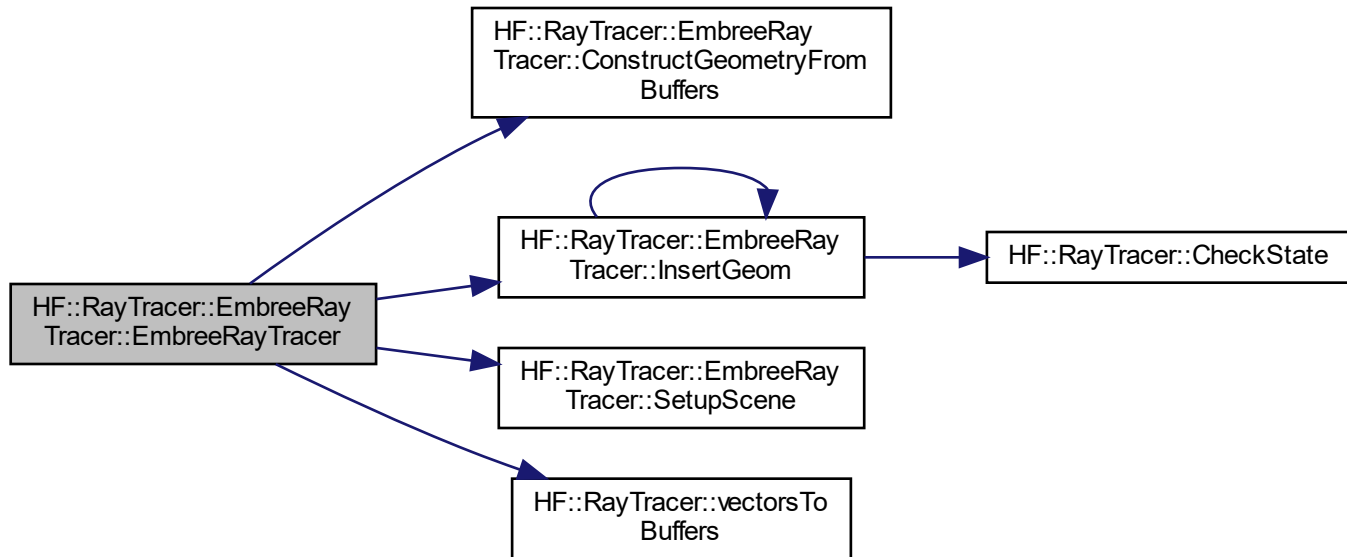 HF::RayTracer::EmbreeRay
Tracer::ConstructGeometryFrom
Buffers
HF::RayTracer::EmbreeRay
Tracer::InsertGeom
HF::RayTracer::CheckState
HF::RayTracer::EmbreeRay
Tracer::EmbreeRayTracer
HF::RayTracer::EmbreeRay
Tracer::SetupScene
HF::RayTracer::vectorsTo
Buffers